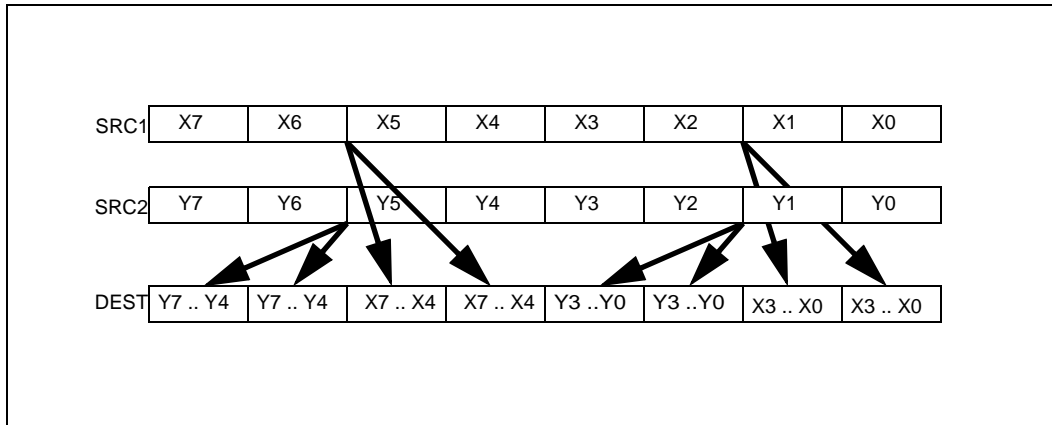 SRC1 X7 X6 X5 X4 X3 X2 X1 X0
SRC2 Y7 Y6 Y5 Y4 Y3 Y2 Y1 Y0
DEST Y7 .. Y4 Y7 .. Y4 X7 .. X4 X7 .. X4 Y3 ..Y0 Y3 ..Y0 X3 .. X0 X3 .. X0